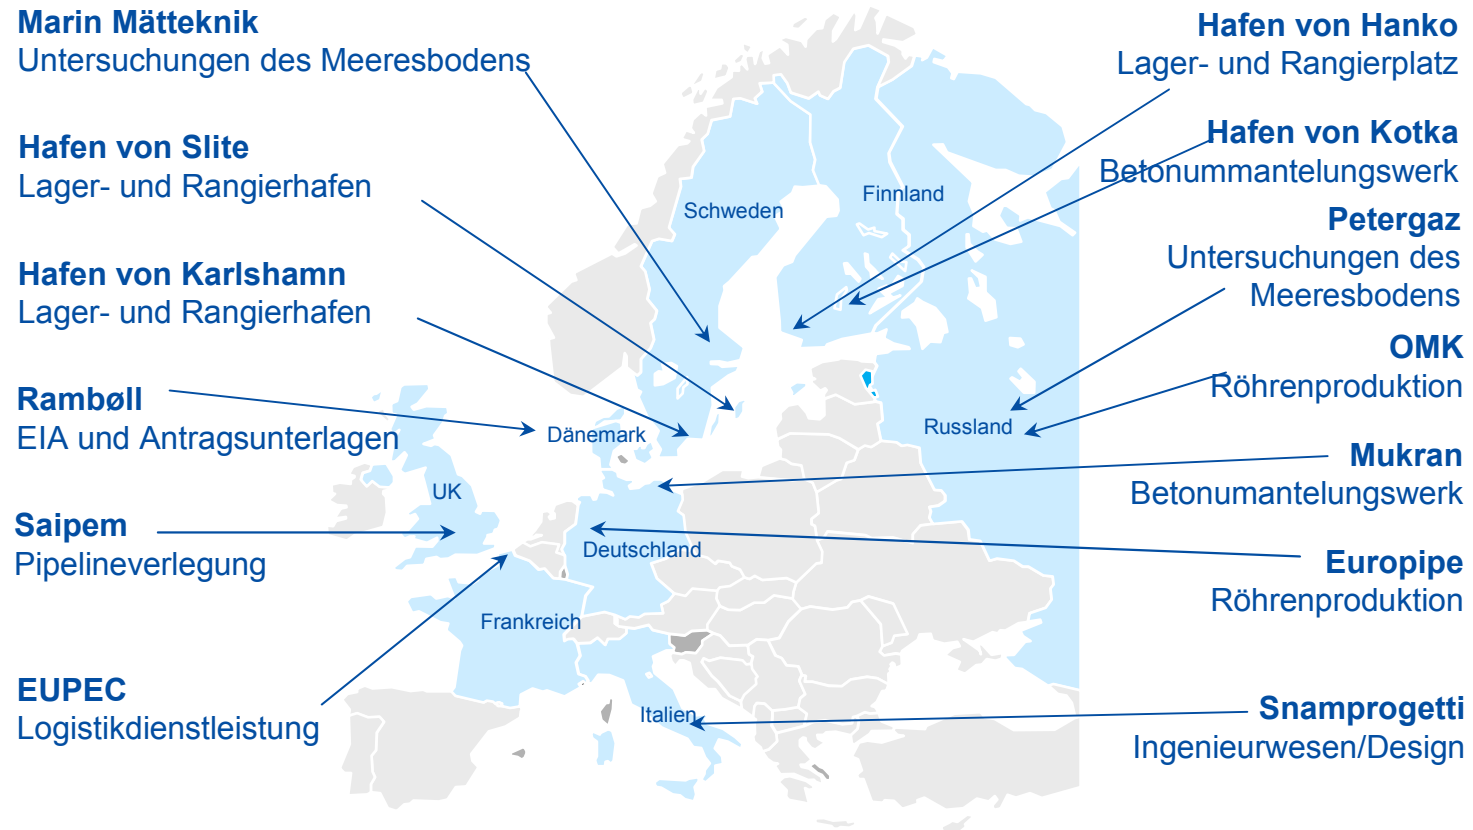 Marin Mätteknik
Untersuchungen des Meeresbodens
Hafen von Slite
Lager- und Rangierhafen
Hafen von Karlshamn
Lager- und Rangierhafen
Rambøll
EIA und Antragsunterlagen
Saipem
Pipelineverlegung
EUPEC
Logistikdienstleistung
Schweden
Finnland
Dänemark
Russland
UK
Deutschland
Frankreich
Italien
Hafen von Hanko
Lager- und Rangierplatz
Hafen von Kotka
Betonummantelungswerk
Petergaz
Untersuchungen des
Meeresbodens
OMK
Röhrenproduktion
Mukran
Betonumantelungswerk
Europipe
Röhrenproduktion
Snamprogetti
Ingenieurwesen/Design